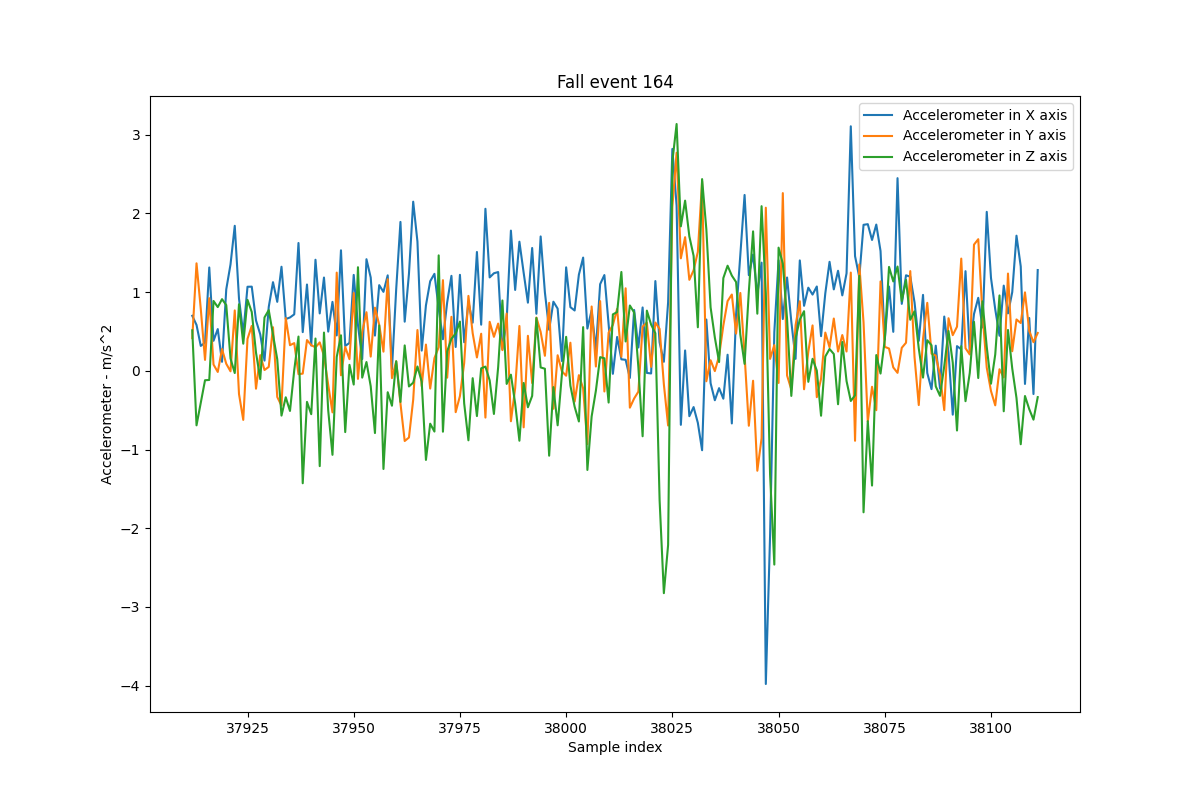 Fall event 164
Accelerometer in X axis
Accelerometer in Y axis
Accelerometer in Z axis
Accelerometer - m/s^2
3
2
1
0
−1
−2
−3
−4
37925 37950 37975 38000 38025 38050 38075 38100
Sample index